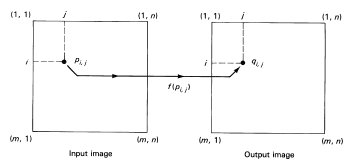 (1, 1) j (1, n) (1, 1) j (1, n)
i p_{i, j} i q_{i, j}
f(p_{i, j})
(m, 1) (m, n) (m, 1) (m, n)
Input image Output image